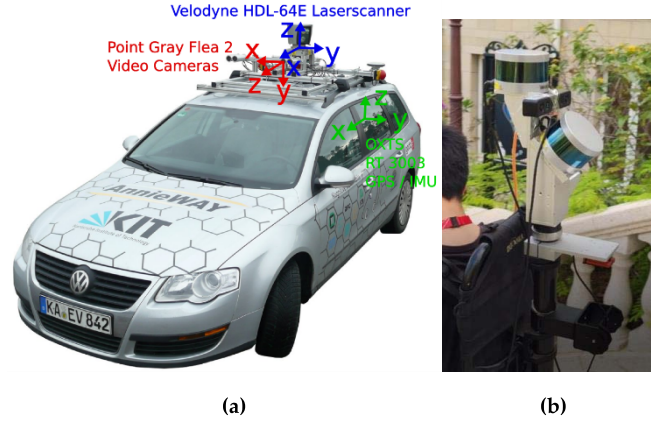 Velodyne HDL-64E Laserscanner
Point Gray Flea 2
Video Cameras
z
y
x
x
z
y
z
x
y
OXTS
RT 3003
GPS / IMU
AnnieWAY
KIT
KA EV 842
(a)
(b)